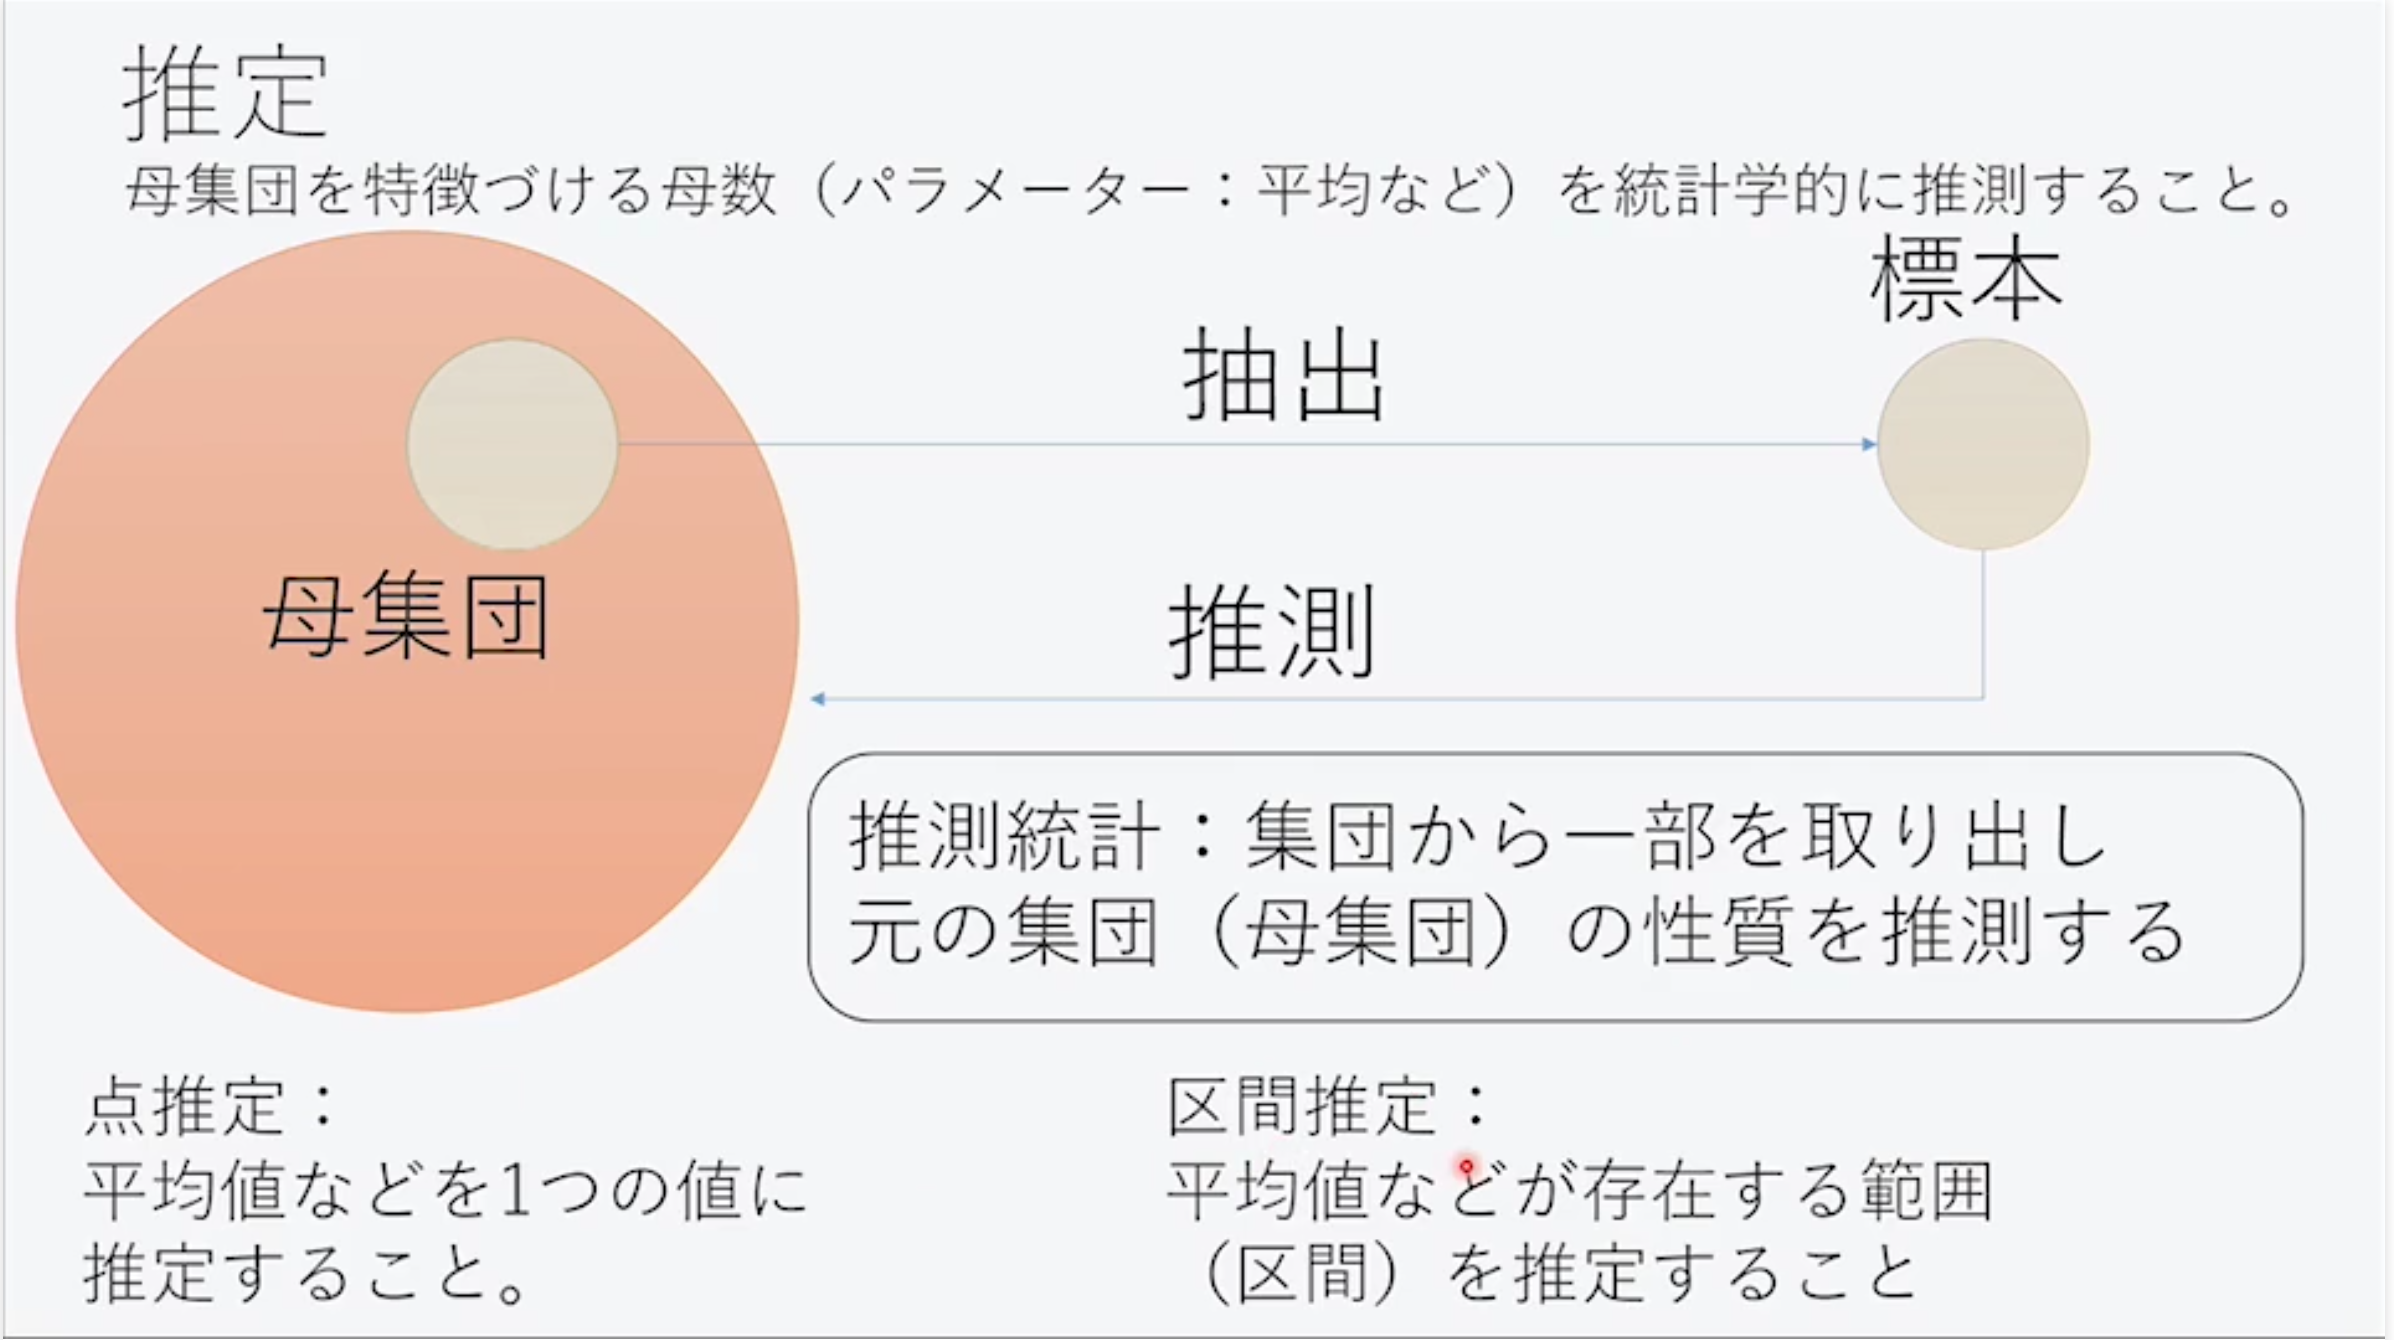 推定
母集団を特徴づける母数（パラメーター：平均など）を統計学的に推測すること。
標本
抽出
母集団
推測
推測統計：集団から一部を取り出し
元の集団（母集団）の性質を推測する
点推定：
平均値などを1つの値に
推定すること。
区間推定：
平均値などが存在する範囲
（区間）を推定すること